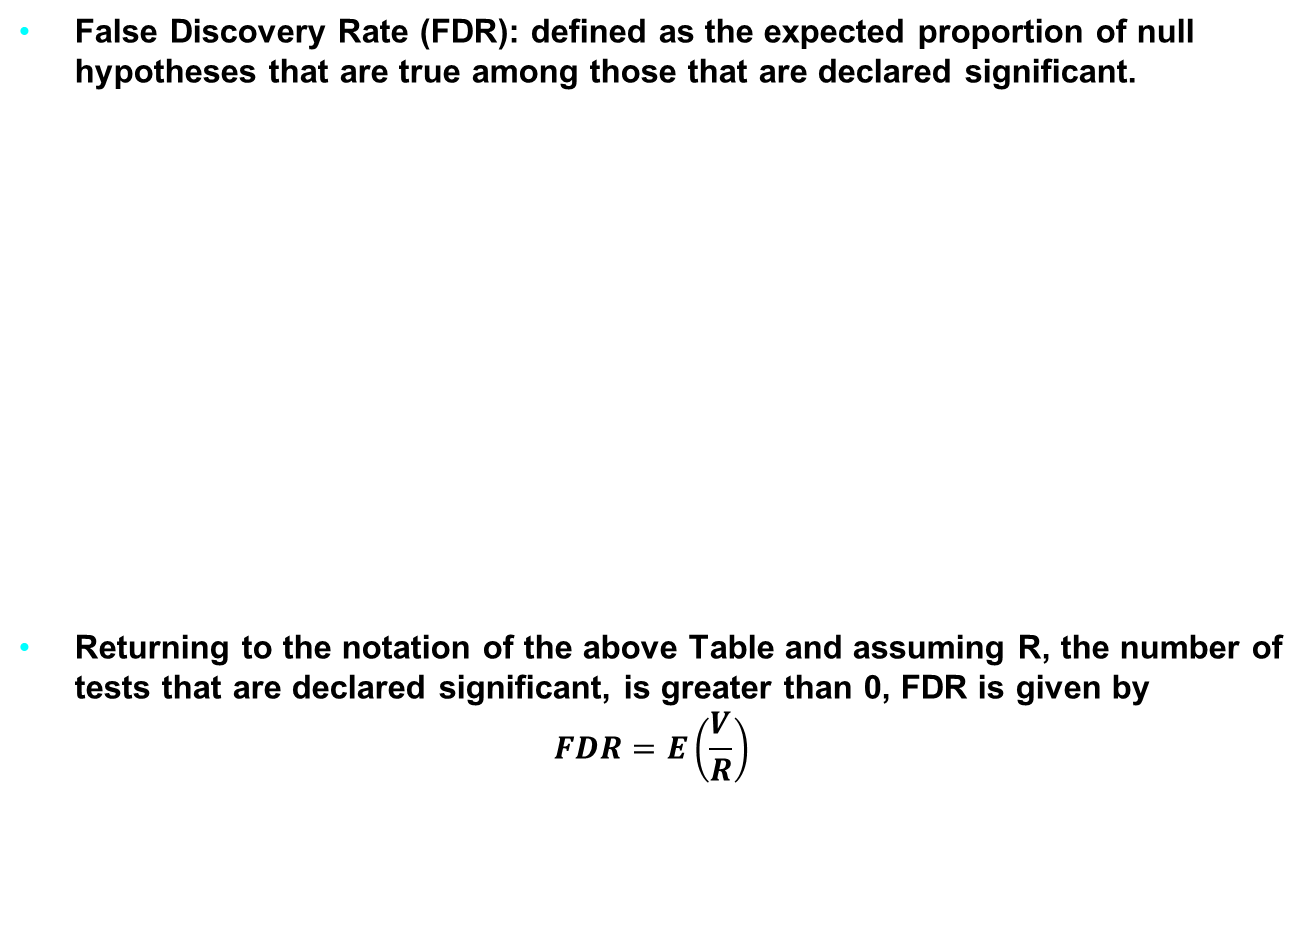 • False Discovery Rate (FDR): defined as the expected proportion of null
hypotheses that are true among those that are declared significant.
• Returning to the notation of the above Table and assuming R, the number of
tests that are declared significant, is greater than 0, FDR is given by
FDR = E(V/R)